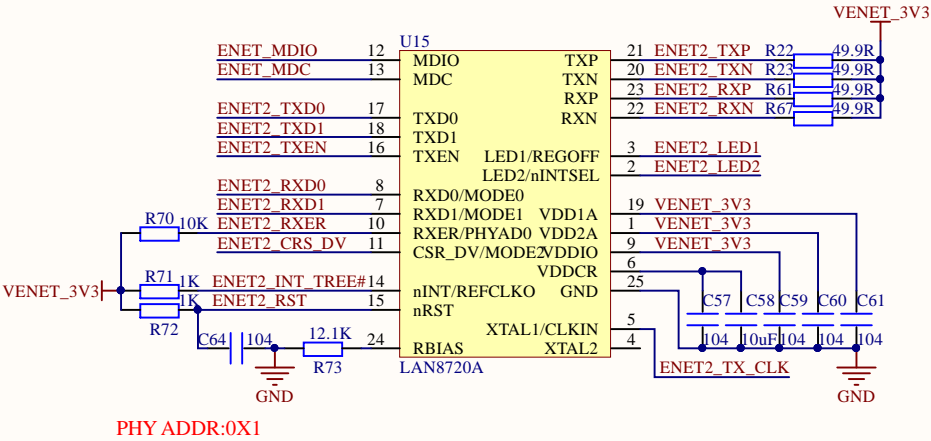 VENET_3V3
U15
ENET_MDIO 12 MDIO TXP 21 ENET2_TXP R22 49.9R
ENET_MDC 13 MDC TXN 20 ENET2_TXN R23 49.9R
RXP 23 ENET2_RXP R61 49.9R
ENET2_TXD0 17 TXD0 RXN 22 ENET2_RXN R67 49.9R
ENET2_TXD1 18 TXD1
ENET2_TXEN 16 TXEN LED1/REGOFF 3 ENET2_LED1
LED2/nINTSEL 2 ENET2_LED2
ENET2_RXD0 8 RXD0/MODE0
ENET2_RXD1 7 RXD1/MODE1 VDD1A 19 VENET_3V3
R70 10K ENET2_RXER 10 RXER/PHYAD0 VDD2A 1 VENET_3V3
ENET2_CRS_DV 11 CSR_DV/MODE2 VDDIO 9 VENET_3V3
VDDCR 6
VENET_3V3 R71 1K ENET2_INT_TREE# 14 nINT/REFCLKO GND 25
R72 1K ENET2_RST 15 nRST C57 C58 C59 C60 C61
XTAL1/CLKIN 5
C64 104 12.1K R73 24 RBIAS XTAL2 4 104 10uF 104 104 104
LAN8720A ENET2_TX_CLK
GND GND
PHY ADDR:0X1